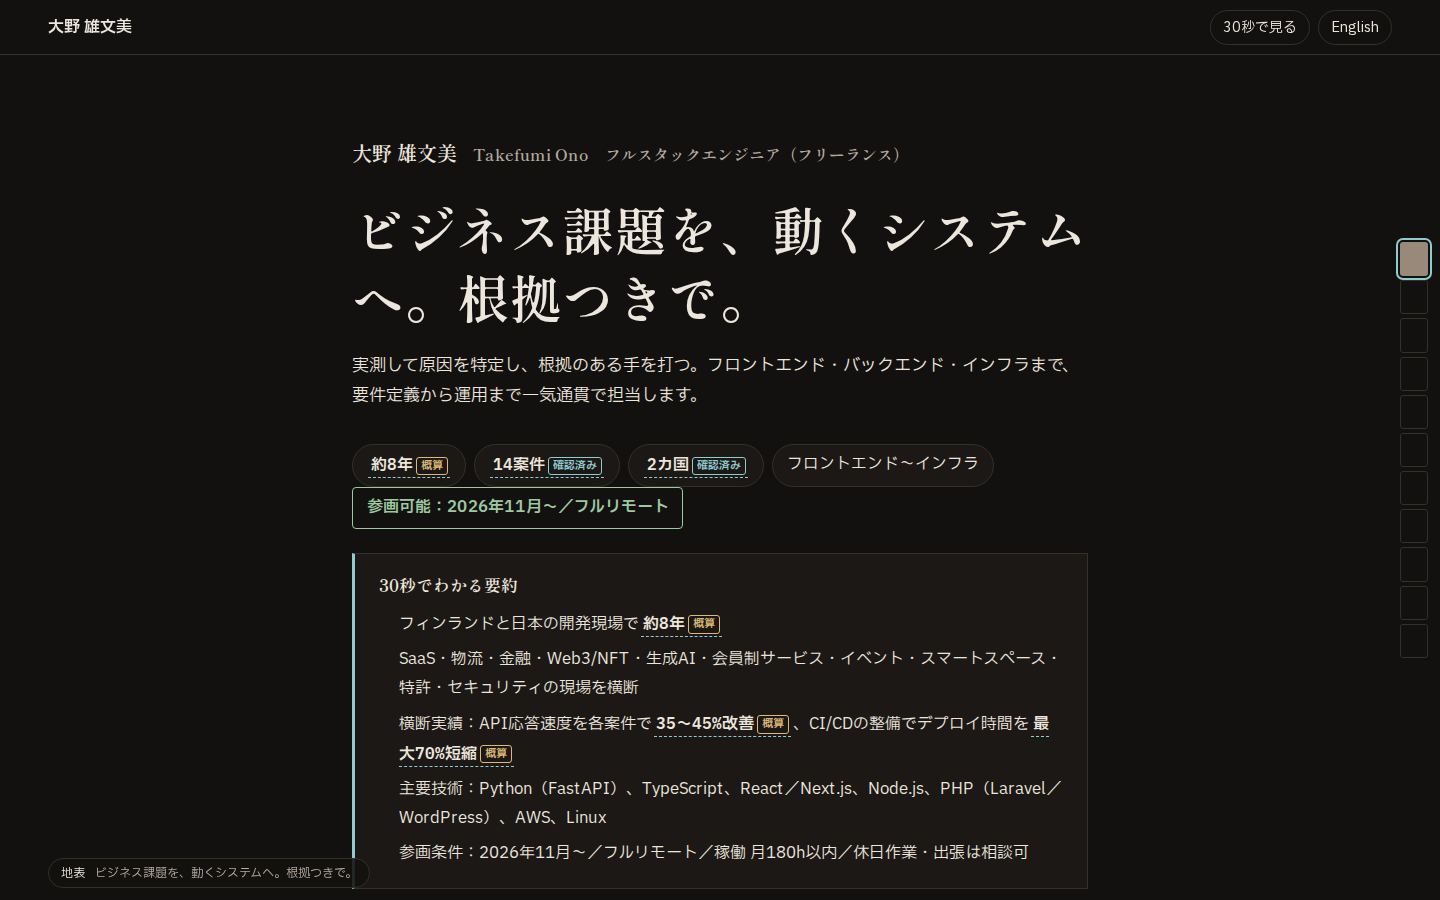 大野 雄文美
30秒で見る
English
大野 雄文美 Takefumi Ono フルスタックエンジニア（フリーランス）
ビジネス課題を、動くシステム
へ。根拠つきで。
実測して原因を特定し、根拠のある手を打つ。フロントエンド・バックエンド・インフラまで、
要件定義から運用まで一気通貫で担当します。
約8年 概算 14案件 確認済み 2カ国 確認済み フロントエンド〜インフラ
参画可能：2026年11月〜／フルリモート
30秒でわかる要約
フィンランドと日本の開発現場で 約8年 概算
SaaS・物流・金融・Web3/NFT・生成AI・会員制サービス・イベント・スマートスペース・
特許・セキュリティの現場を横断
横断実績：API応答速度を各案件で 35〜45%改善 概算 、CI/CDの整備でデプロイ時間を 最
大70%短縮 概算
主要技術：Python（FastAPI）、TypeScript、React／Next.js、Node.js、PHP（Laravel／
WordPress）、AWS、Linux
参画条件：2026年11月〜／フルリモート／稼働 月180h以内／休日作業・出張は相談可
地表 ビジネス課題を、動くシステムへ。根拠つきで。